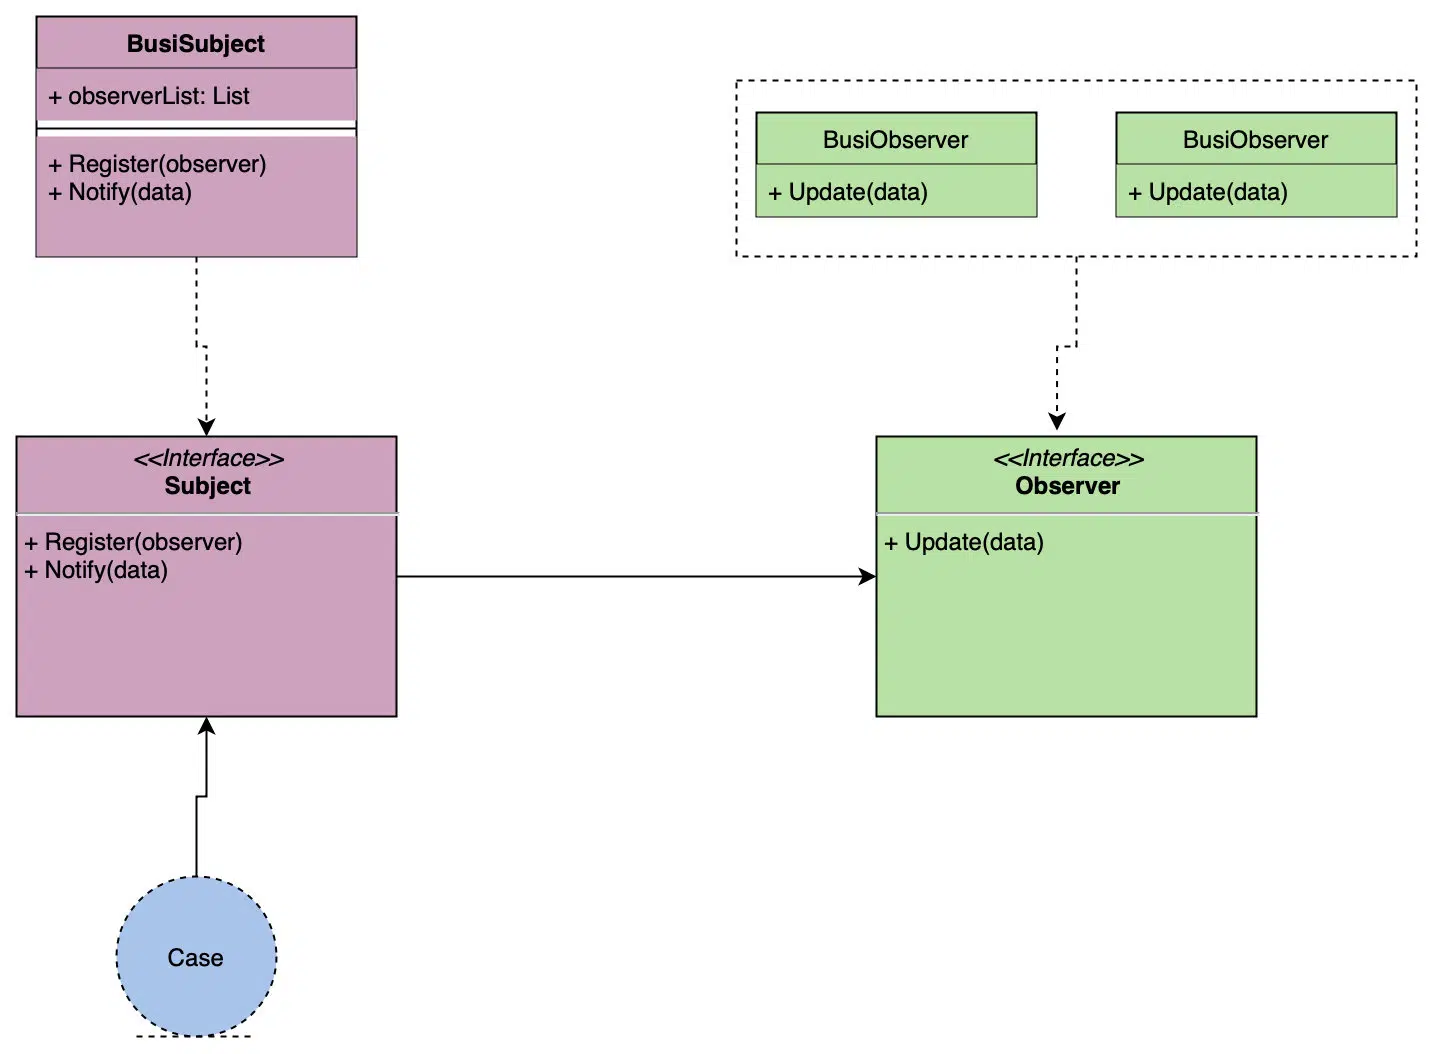 BusiSubject
+ observerList: List
+ Register(observer)
+ Notify(data)
BusiObserver
+ Update(data)
BusiObserver
+ Update(data)
<<Interface>>
Subject
+ Register(observer)
+ Notify(data)
<<Interface>>
Observer
+ Update(data)
Case